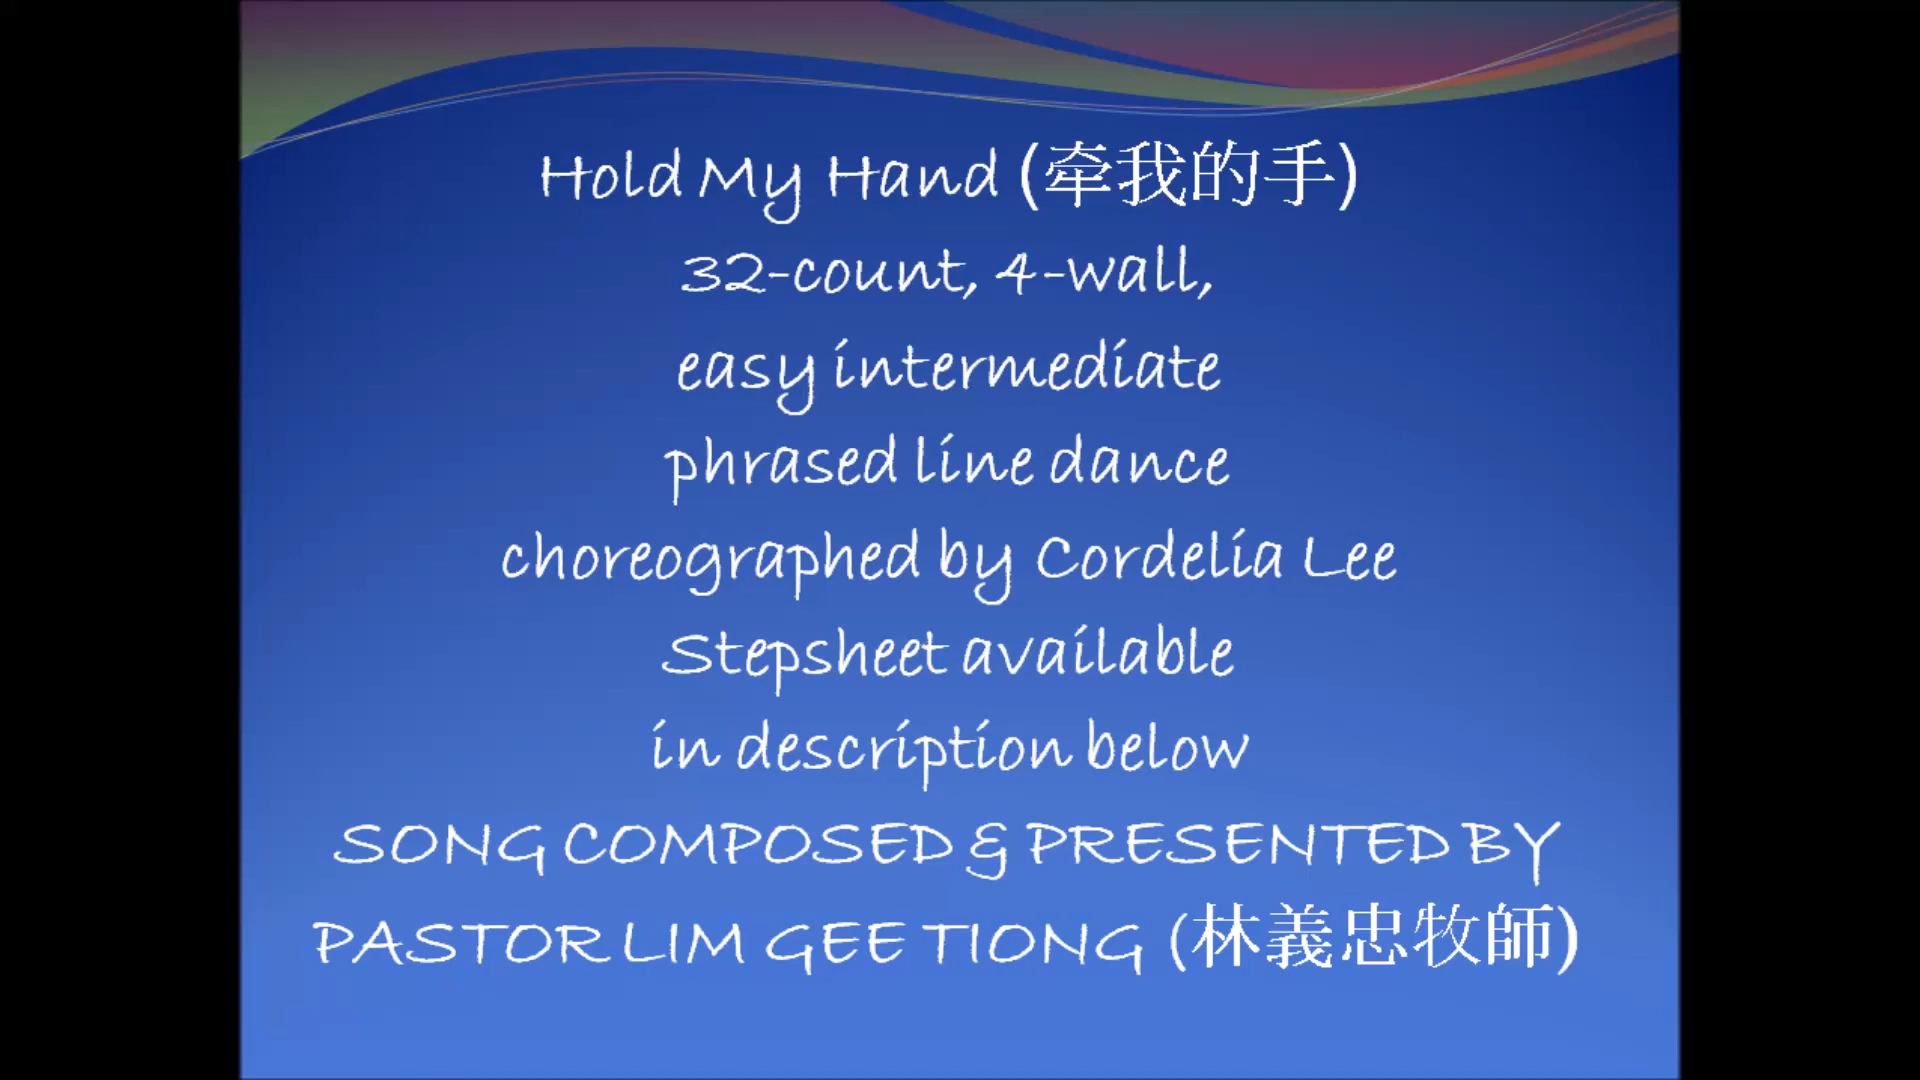 Hold My Hand (牽我的手)
32-count, 4-wall,
easy intermediate
phrased line dance
choreographed by Cordelia Lee
Stepsheet available
in description below
SONG COMPOSED & PRESENTED BY
PASTOR LIM GEE TIONG (林義忠牧師)